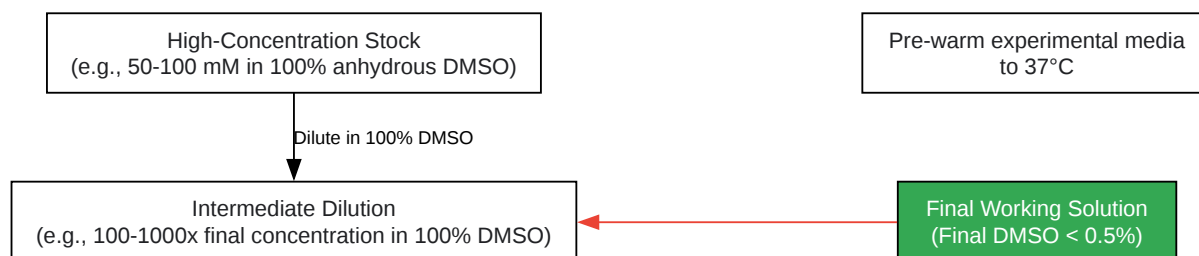 High-Concentration Stock
(e.g., 50-100 mM in 100% anhydrous DMSO)
Pre-warm experimental media
to 37°C
Dilute in 100% DMSO
Intermediate Dilution
(e.g., 100-1000x final concentration in 100% DMSO)
Final Working Solution
(Final DMSO < 0.5%)